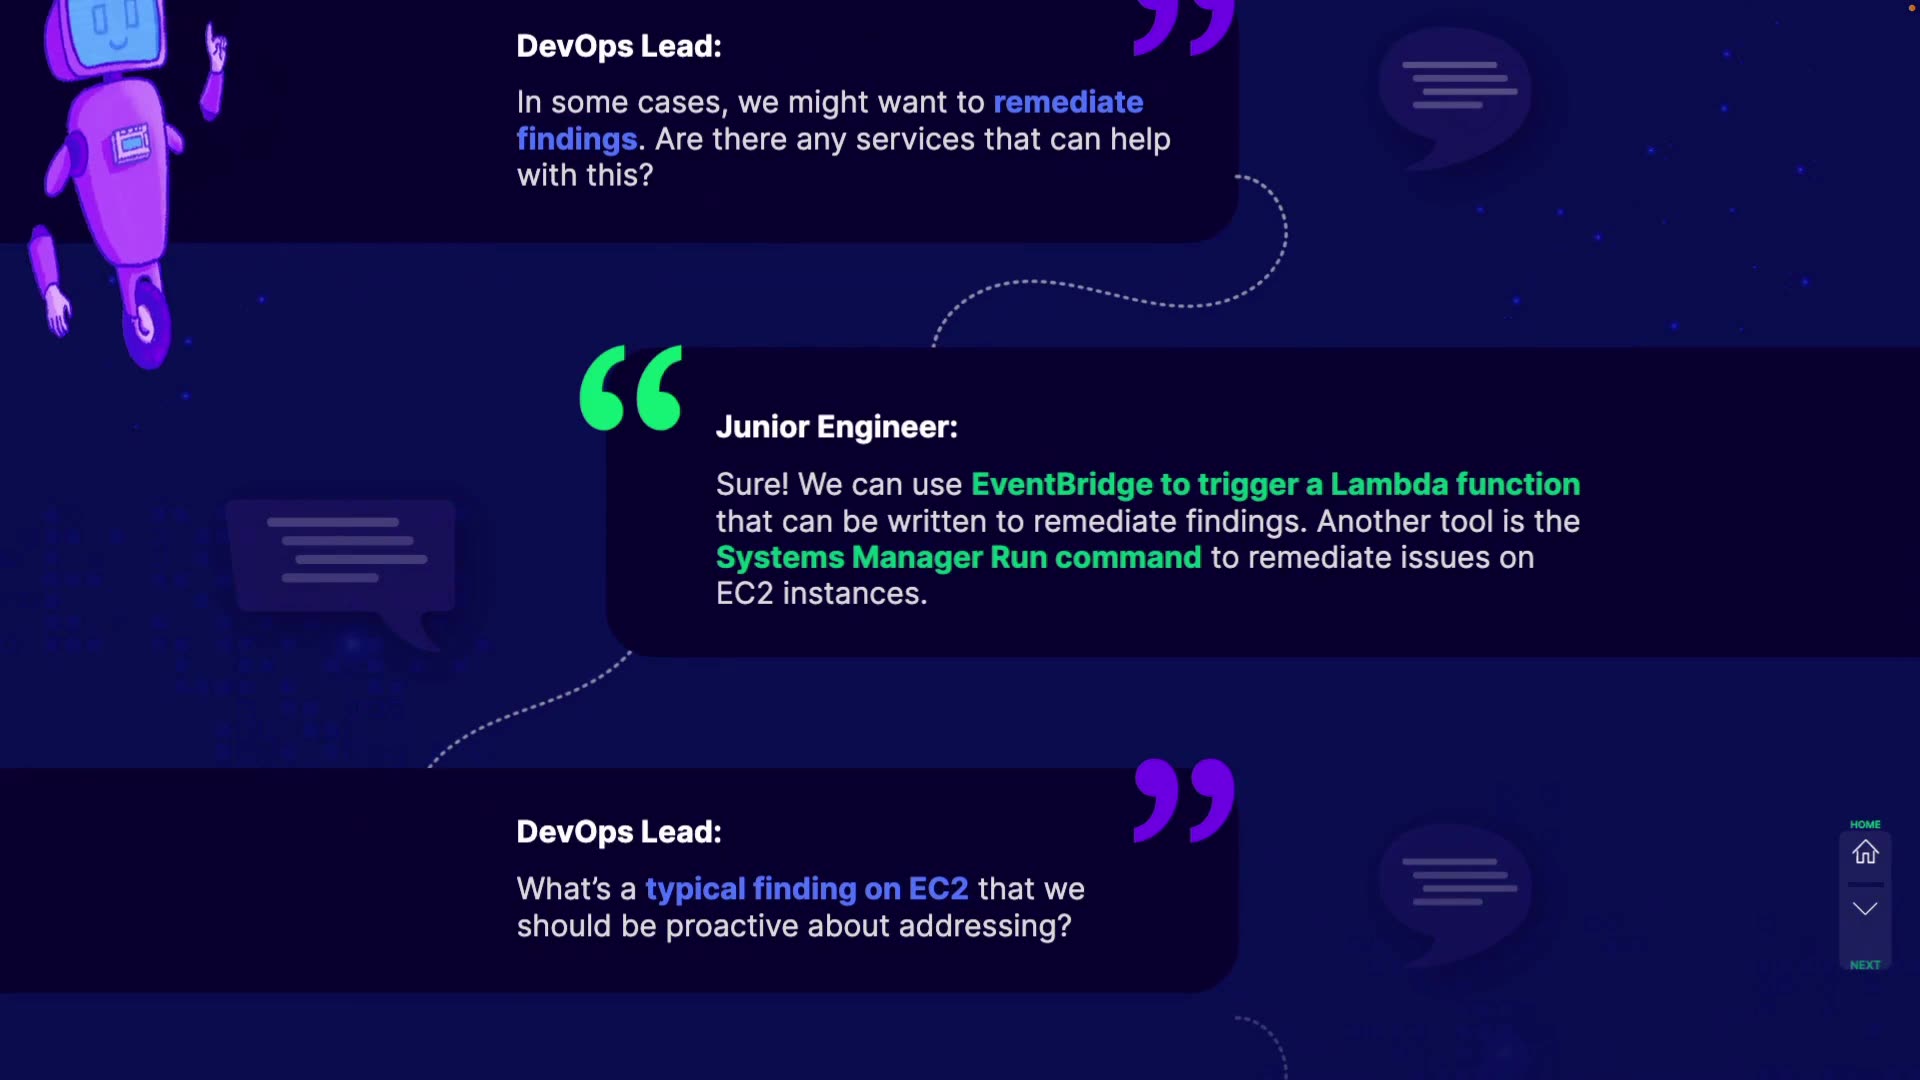 DevOps Lead:
In some cases, we might want to remediate
findings. Are there any services that can help
with this?
Junior Engineer:
Sure! We can use EventBridge to trigger a Lambda function
that can be written to remediate findings. Another tool is the
Systems Manager Run command to remediate issues on
EC2 instances.
DevOps Lead:
What’s a typical finding on EC2 that we
should be proactive about addressing?
HOME
NEXT